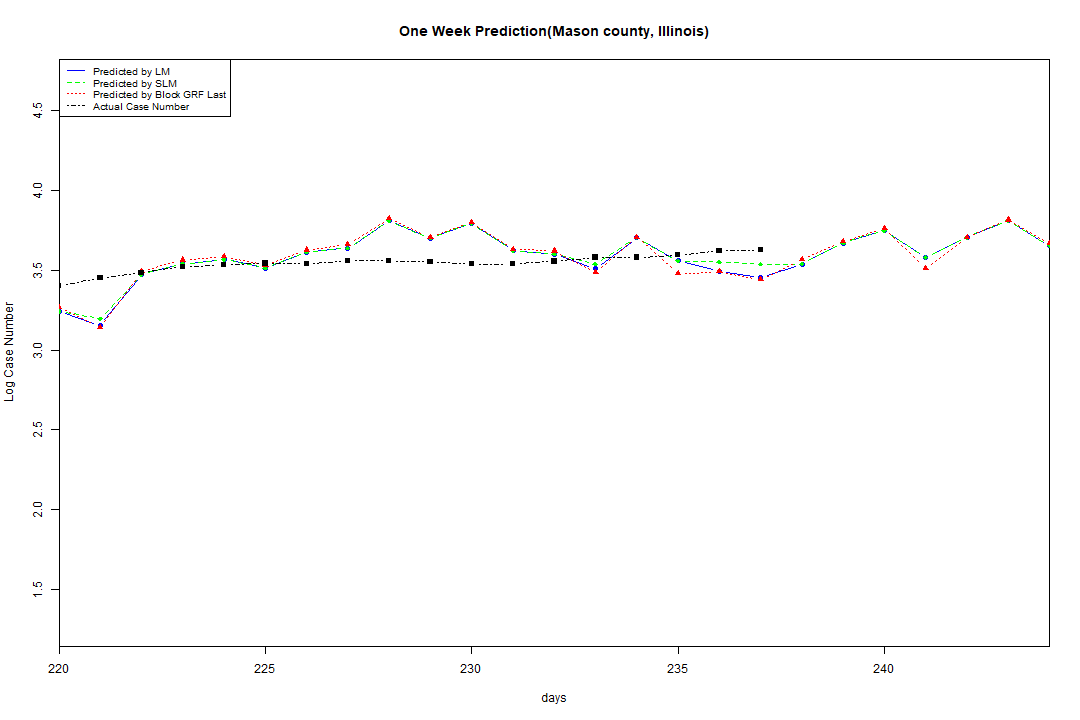 One Week Prediction(Mason county, Illinois)
Predicted by LM
Predicted by SLM
Predicted by Block GRF Last
Actual Case Number
4.5
4.0
3.5
3.0
2.5
2.0
1.5
Log Case Number
220 225 230 235 240
days